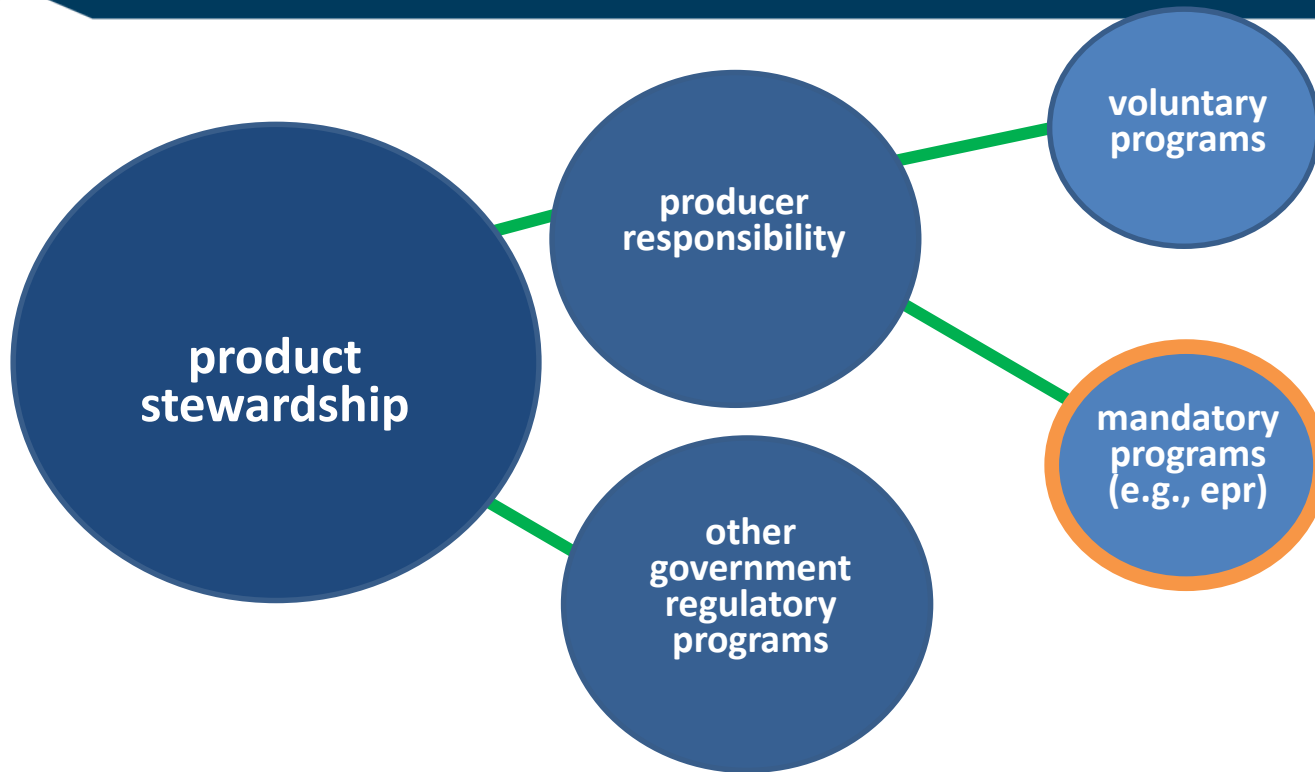 product
stewardship
producer
responsibility
voluntary
programs
mandatory
programs
(e.g., epr)
other
government
regulatory
programs